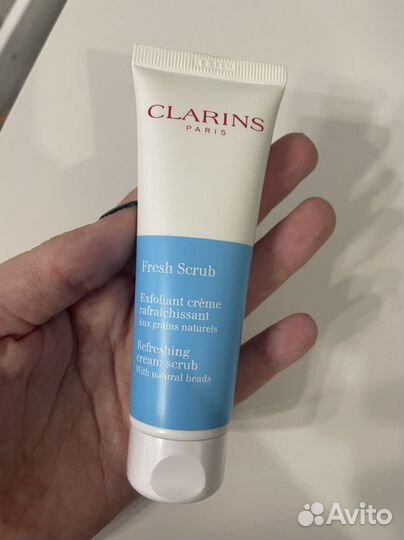 CLARINS
PARIS
Fresh Scrub
Exfoliant crème
rafraîchissant
Aux grains naturels
Refreshing
cream scrub
With natural beads
Avito